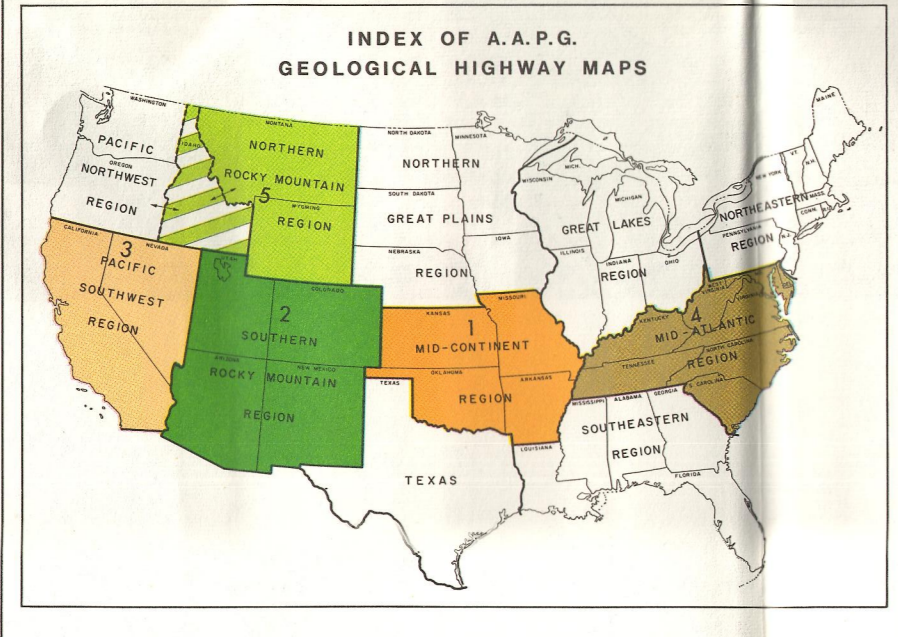 INDEX OF A.A.P.G.
GEOLOGICAL HIGHWAY MAPS
WASHINGTON
PACIFIC
OREGON
NORTHWEST
REGION
IDAHO
MONTANA
NORTHERN
ROCKY MOUNTAIN
5
WYOMING
REGION
NORTH DAKOTA
MINNESOTA
NORTHERN
SOUTH DAKOTA
GREAT PLAINS
NEBRASKA
IOWA
REGION
WISCONSIN
MICH.
MICHIGAN
GREAT LAKES
ILLINOIS
INDIANA
OHIO
REGION
MAINE
VT.
N.H.
NEW YORK
MASS.
NORTHEASTERN
CONN.
R.I.
PENNSYLVANIA
N.J.
REGION
CALIFORNIA
NEVADA
3
PACIFIC
SOUTHWEST
REGION
UTAH
COLORADO
2
SOUTHERN
ARIZONA
NEW MEXICO
ROCKY MOUNTAIN
REGION
KANSAS
MISSOURI
1
MID-CONTINENT
OKLAHOMA
ARKANSAS
REGION
WEST
VIRGINIA
VIRGINIA
KENTUCKY
4
MID-ATLANTIC
TENNESSEE
NORTH CAROLINA
REGION
S. CAROLINA
TEXAS
TEXAS
LOUISIANA
MISSISSIPPI
ALABAMA
GEORGIA
SOUTHEASTERN
REGION
FLORIDA